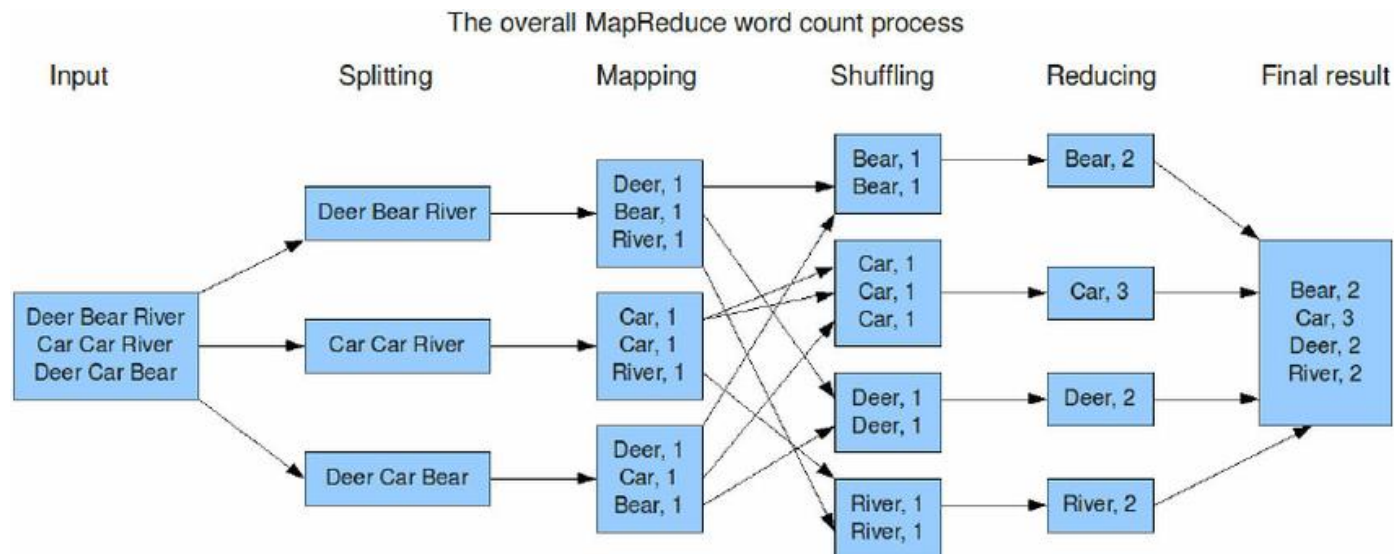 The overall MapReduce word count process
Input
Splitting
Mapping
Shuffling
Reducing
Final result
Deer Bear River
Car Car River
Deer Car Bear
Deer Bear River
Car Car River
Deer Car Bear
Deer, 1
Bear, 1
River, 1
Car, 1
Car, 1
River, 1
Deer, 1
Car, 1
Bear, 1
Bear, 1
Bear, 1
Car, 1
Car, 1
Car, 1
Deer, 1
Deer, 1
River, 1
River, 1
Bear, 2
Car, 3
Deer, 2
River, 2
Bear, 2
Car, 3
Deer, 2
River, 2